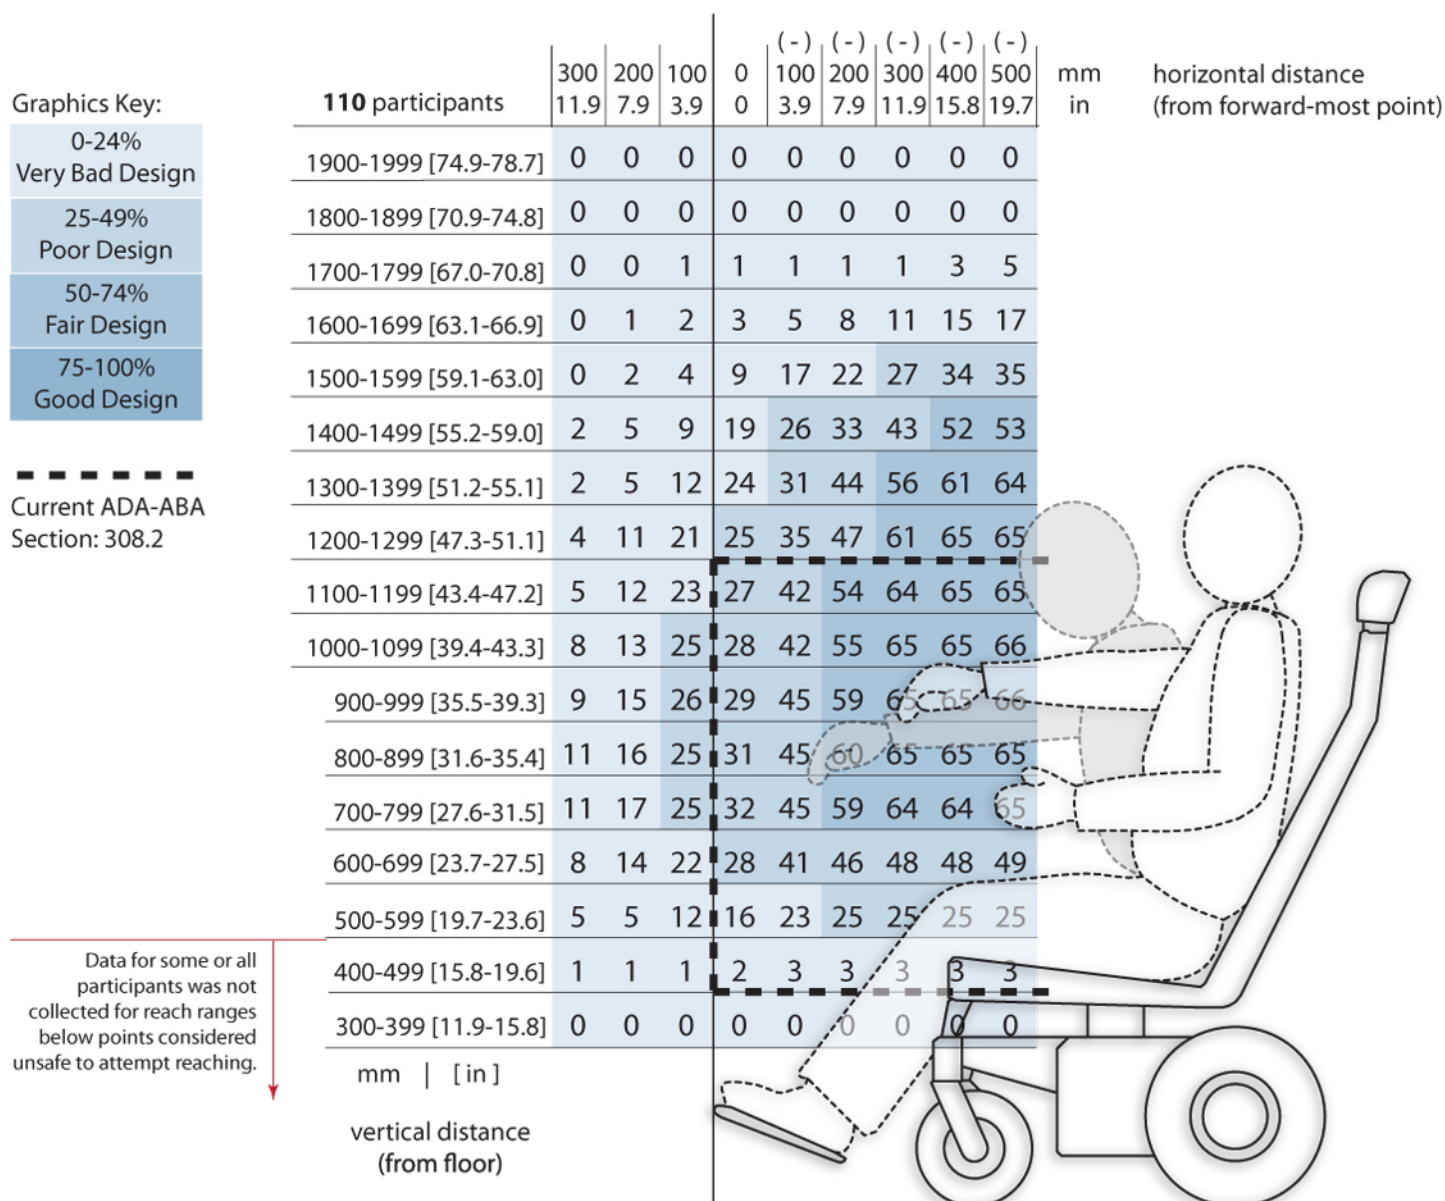 ( - ) ( - ) ( - ) ( - ) ( - )
300 200 100 0 100 200 300 400 500 mm horizontal distance
Graphics Key: 110 participants 11.9 7.9 3.9 0 3.9 7.9 11.9 15.8 19.7 in (from forward-most point)
0-24%
Very Bad Design
25-49%
Poor Design
50-74%
Fair Design
75-100%
Good Design
Current ADA-ABA
Section: 308.2
1900-1999 [74.9-78.7] 0 0 0 0 0 0 0 0 0
1800-1899 [70.9-74.8] 0 0 0 0 0 0 0 0 0
1700-1799 [67.0-70.8] 0 0 1 1 1 1 1 3 5
1600-1699 [63.1-66.9] 0 1 2 3 5 8 11 15 17
1500-1599 [59.1-63.0] 0 2 4 9 17 22 27 34 35
1400-1499 [55.2-59.0] 2 5 9 19 26 33 43 52 53
1300-1399 [51.2-55.1] 2 5 12 24 31 44 56 61 64
1200-1299 [47.3-51.1] 4 11 21 25 35 47 61 65 65
1100-1199 [43.4-47.2] 5 12 23 27 42 54 64 65 65
1000-1099 [39.4-43.3] 8 13 25 28 42 55 65 65 66
900-999 [35.5-39.3] 9 15 26 29 45 59 65 65 66
800-899 [31.6-35.4] 11 16 25 31 45 60 65 65 65
700-799 [27.6-31.5] 11 17 25 32 45 59 64 64 65
600-699 [23.7-27.5] 8 14 22 28 41 46 48 48 49
500-599 [19.7-23.6] 5 5 12 16 23 25 25 25 25
400-499 [15.8-19.6] 1 1 1 2 3 3 3 3 3
300-399 [11.9-15.8] 0 0 0 0 0 0 0 0 0
Data for some or all
participants was not
collected for reach ranges
below points considered
unsafe to attempt reaching.
mm | [ in ]
vertical distance
(from floor)